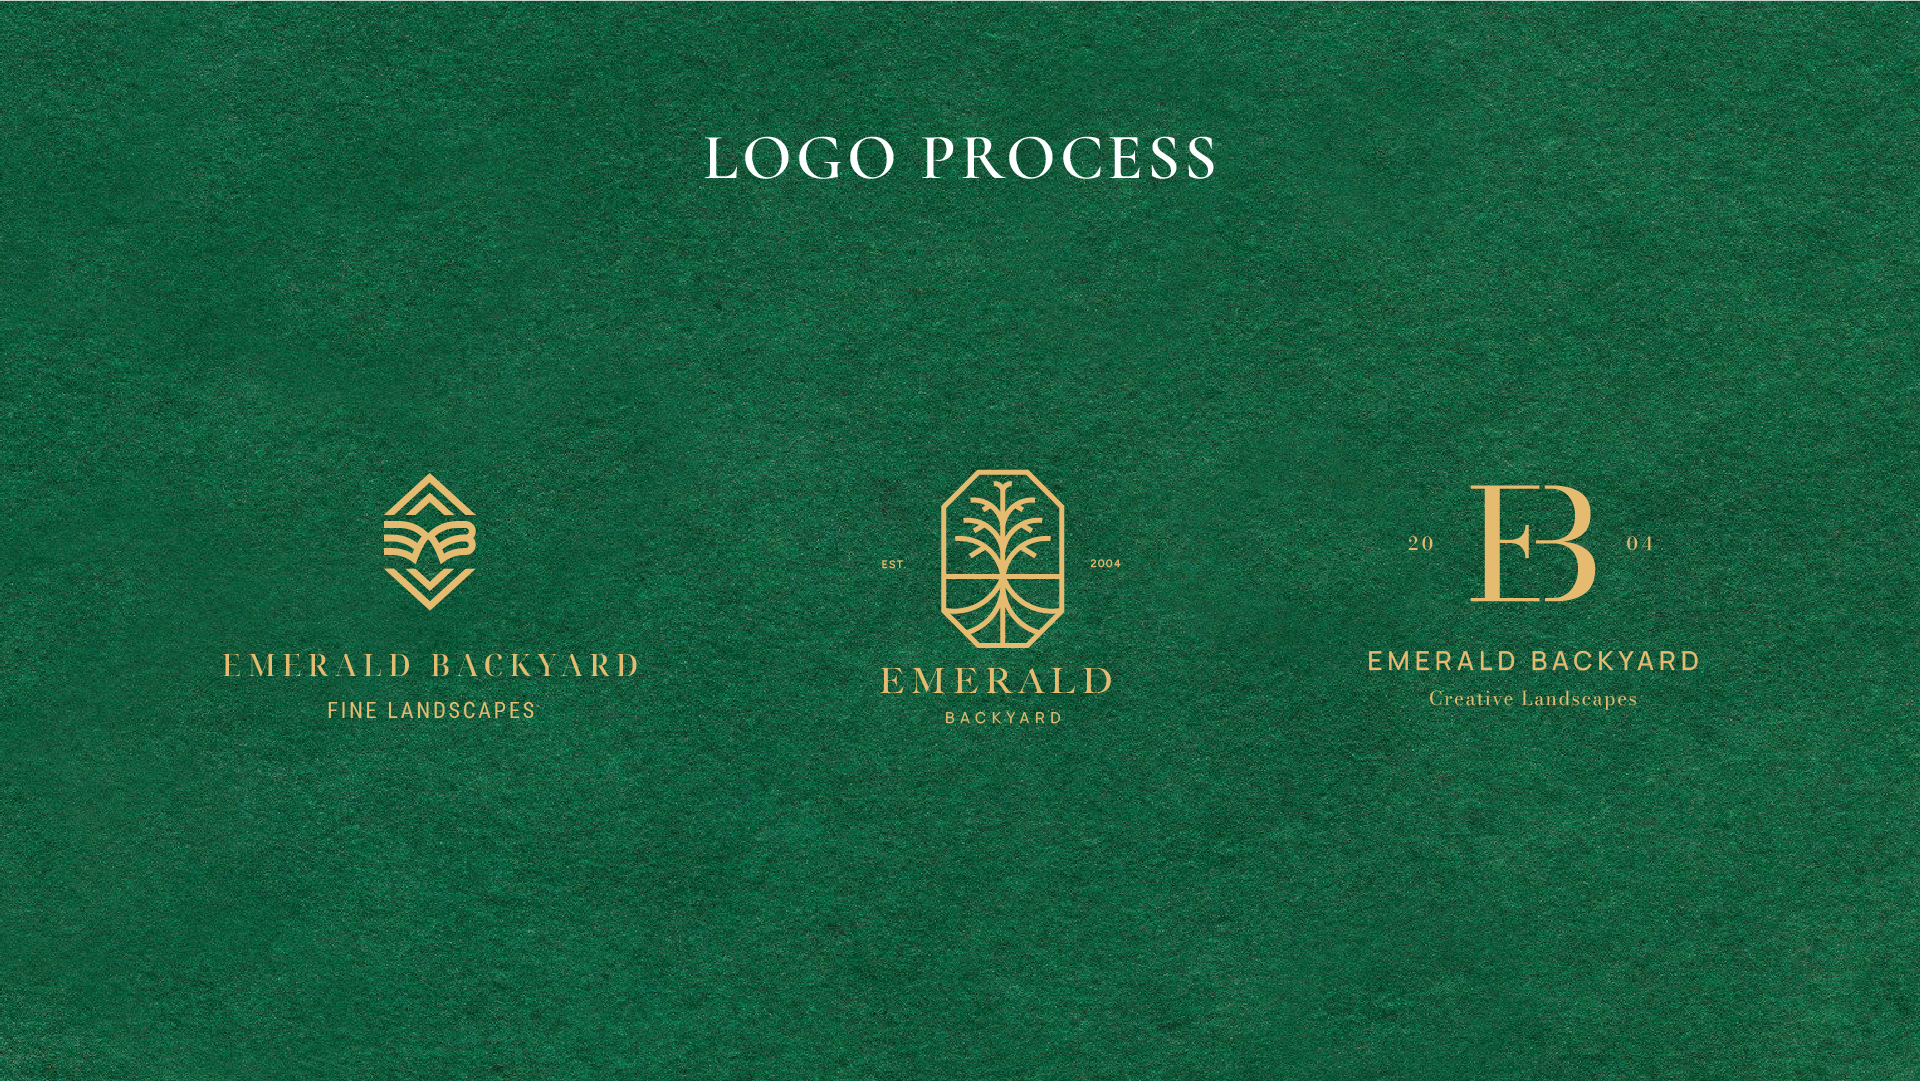 LOGO PROCESS
EMERALD BACKYARD
FINE LANDSCAPES
EST. 2004
EMERALD
BACKYARD
20 EB 04
EMERALD BACKYARD
Creative Landscapes